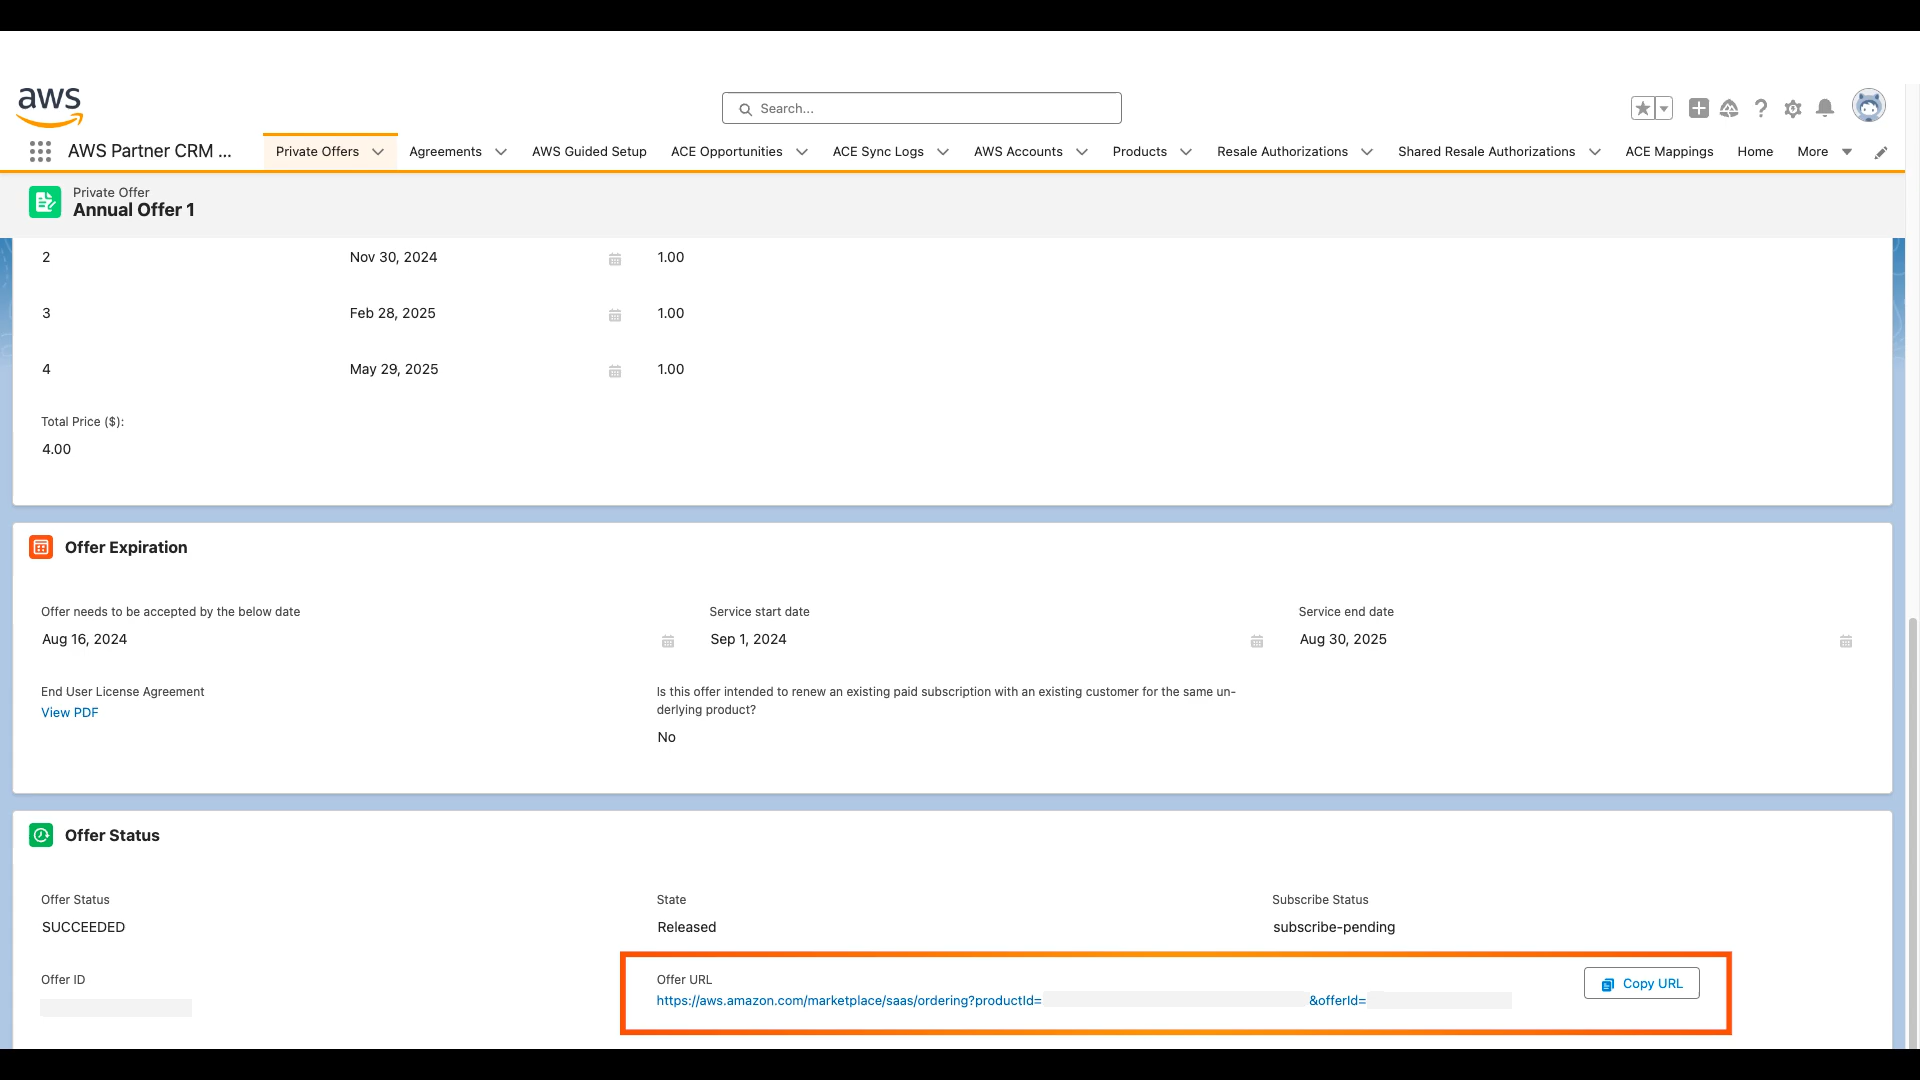 aws
Search...
AWS Partner CRM ...
Private Offers
Agreements
AWS Guided Setup
ACE Opportunities
ACE Sync Logs
AWS Accounts
Products
Resale Authorizations
Shared Resale Authorizations
ACE Mappings
Home
More
Private Offer
Annual Offer 1
2 Nov 30, 2024 1.00
3 Feb 28, 2025 1.00
4 May 29, 2025 1.00
Total Price ($):
4.00
Offer Expiration
Offer needs to be accepted by the below date
Aug 16, 2024
Service start date
Sep 1, 2024
Service end date
Aug 30, 2025
End User License Agreement
View PDF
Is this offer intended to renew an existing paid subscription with an existing customer for the same un-
derlying product?
No
Offer Status
Offer Status
SUCCEEDED
State
Released
Subscribe Status
subscribe-pending
Offer ID
Offer URL
https://aws.amazon.com/marketplace/saas/ordering?productId= &offerId=
Copy URL